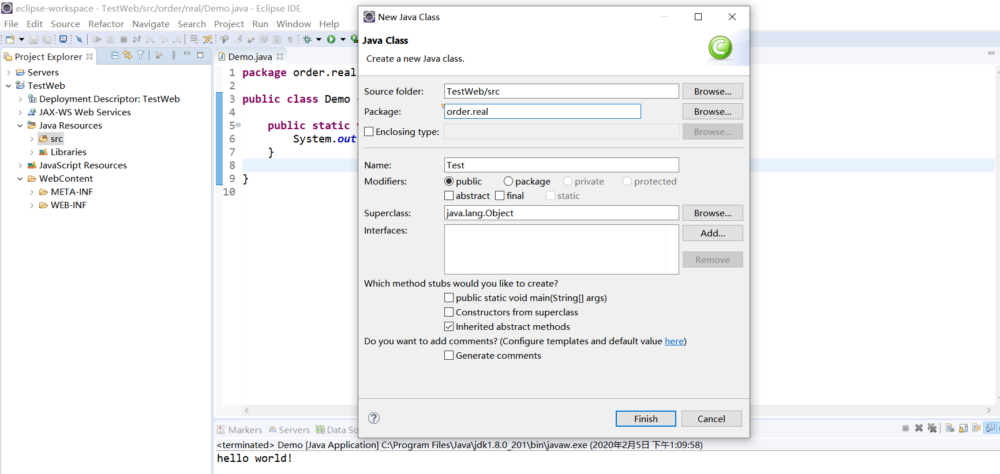 eclipse-workspace - TestWeb/src/order/real/Demo.java - Eclipse IDE
File Edit Source Refactor Navigate Search Project Run Window Help
Project Explorer
Servers
TestWeb
Deployment Descriptor: TestWeb
JAX-WS Web Services
Java Resources
src
Libraries
JavaScript Resources
WebContent
META-INF
WEB-INF
Demo.java
1 package order.real
2
3 public class Demo
4
5 public static
6 System.out
7 }
8
9 }
10
New Java Class
Java Class
Create a new Java class.
Source folder: TestWeb/src Browse...
Package: order.real Browse...
Enclosing type: Browse...
Name: Test
Modifiers: public package private protected
abstract final static
Superclass: java.lang.Object Browse...
Interfaces: Add...
Remove
Which method stubs would you like to create?
public static void main(String[] args)
Constructors from superclass
Inherited abstract methods
Do you want to add comments? (Configure templates and default value here)
Generate comments
Finish Cancel
Markers Servers Data So
<terminated> Demo [Java Application] C:\Program Files\Java\jdk1.8.0_201\bin\javaw.exe (2020年2月5日 下午1:09:58)
hello world!